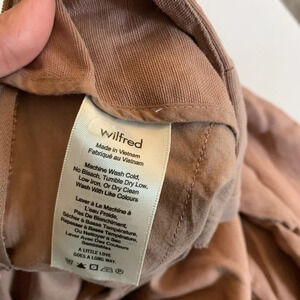 wilfred
Made in Vietnam
Fabriqué au Vietnam
Machine Wash Cold,
No Bleach, Tumble Dry Low,
Low Iron, Or Dry Clean
Wash With Like Colours
Laver À La Machine À
L'eau Froide,
Pas De Blanchiment,
Sécher À Basse Température,
Repasser À Basse Température,
Ou Nettoyer À Sec
Laver Avec Des Couleurs
Semblables
A LITTLE LOVE
GOES A LONG WAY.